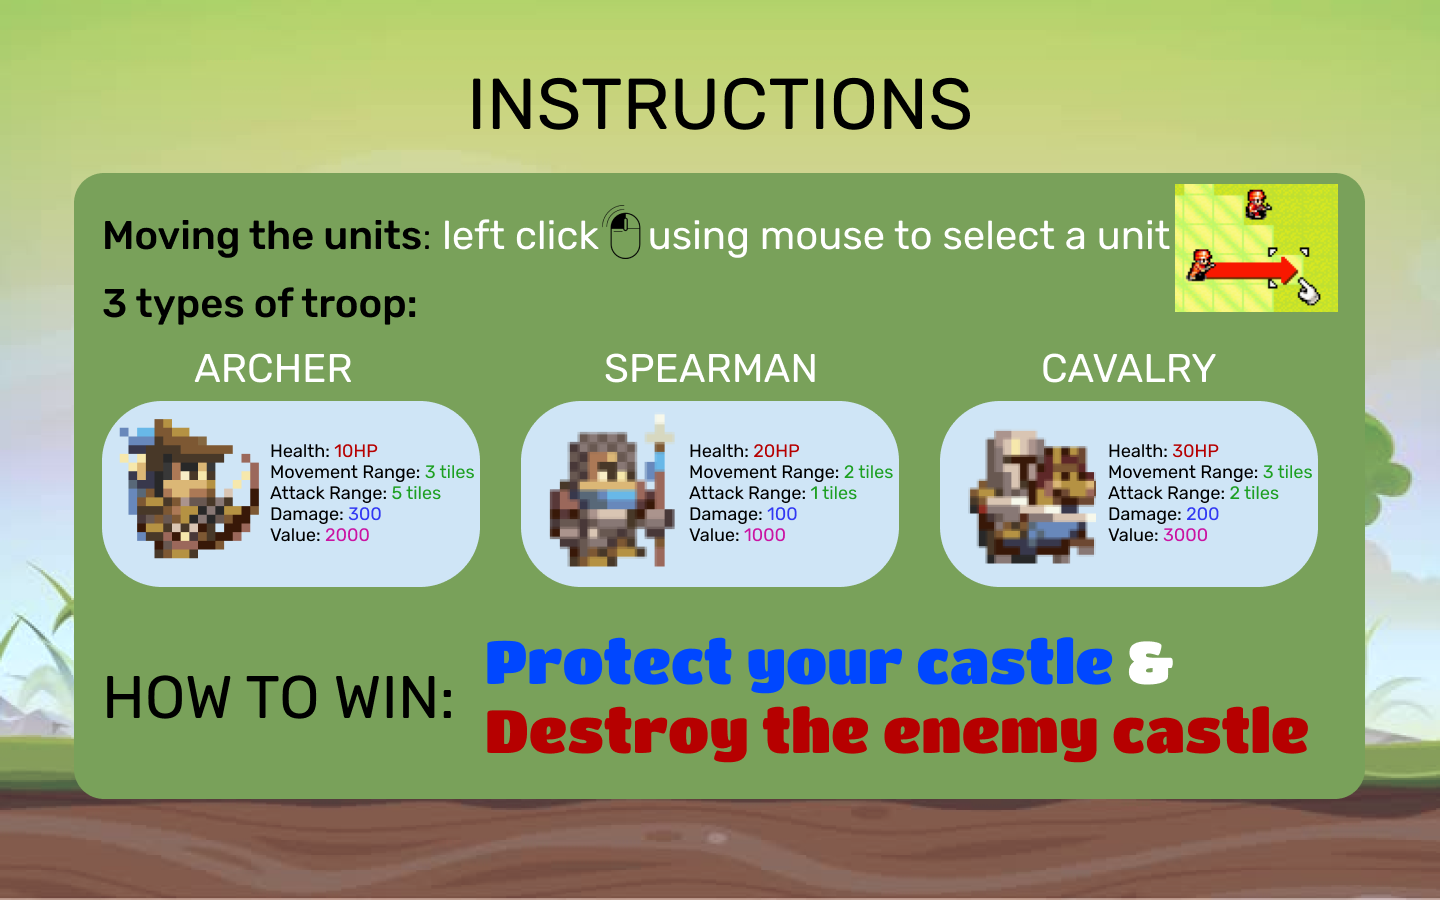 INSTRUCTIONS
Moving the units: left click using mouse to select a unit
3 types of troop:
ARCHER
Health: 10HP
Movement Range: 3 tiles
Attack Range: 5 tiles
Damage: 300
Value: 2000
SPEARMAN
Health: 20HP
Movement Range: 2 tiles
Attack Range: 1 tiles
Damage: 100
Value: 1000
CAVALRY
Health: 30HP
Movement Range: 3 tiles
Attack Range: 2 tiles
Damage: 200
Value: 3000
HOW TO WIN:
Protect your castle &
Destroy the enemy castle